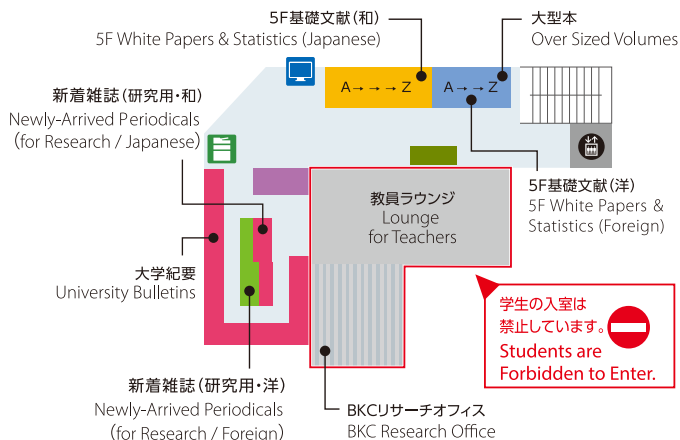 5F基礎文献(和)
5F White Papers & Statistics (Japanese)
大型本
Over Sized Volumes
新着雑誌(研究用・和)
Newly-Arrived Periodicals
(for Research / Japanese)
A→→→Z
A→→Z
教員ラウンジ
Lounge
for Teachers
5F基礎文献(洋)
5F White Papers &
Statistics (Foreign)
大学紀要
University Bulletins
学生の入室は
禁止しています。
Students are
Forbidden to Enter.
新着雑誌(研究用・洋)
Newly-Arrived Periodicals
(for Research / Foreign)
BKCリサーチオフィス
BKC Research Office